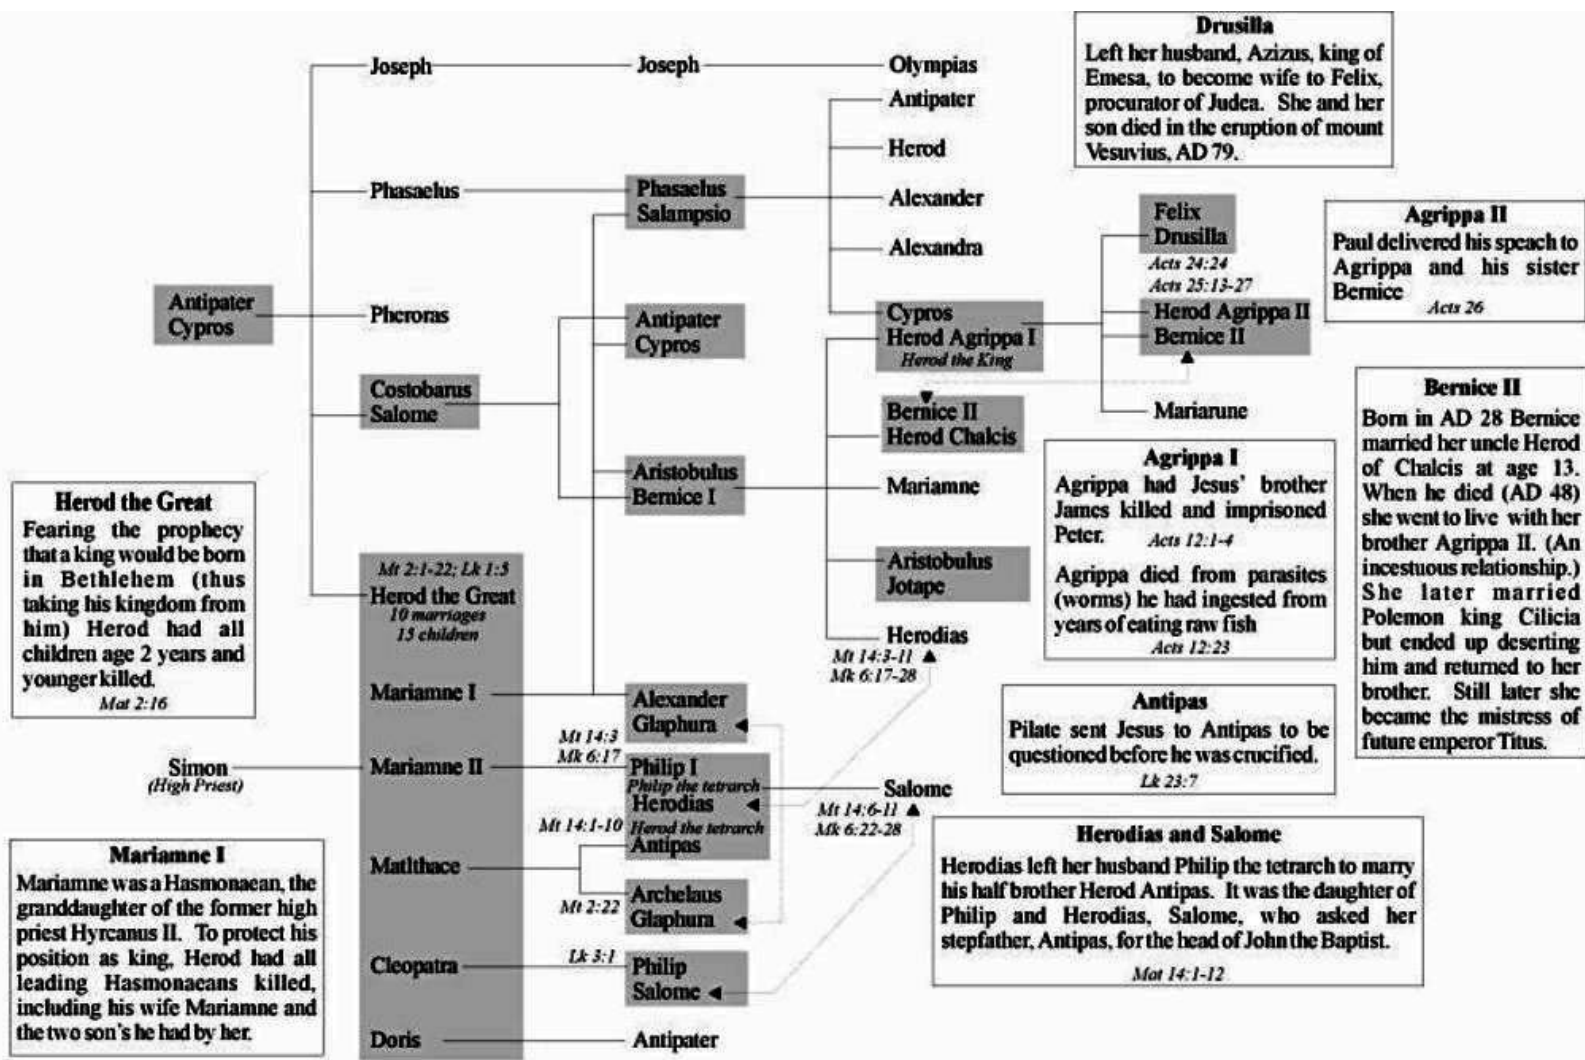 Joseph
Joseph
Olympias
Antipater
Herod
Phasaelus
Phasaelus
Salampsio
Alexander
Alexandra
Antipater
Cypros
Pheroras
Antipater
Cypros
Cypros
Herod Agrippa I
Herod the King
Felix
Drusilla
Acts 24:24
Acts 25:13-27
Herod Agrippa II
Bernice II
Mariarune
Costobarus
Salome
Bernice II
Herod Chalcis
Aristobulus
Bernice I
Mariamne
Aristobulus
Jotape
Herodias
Mt 14:3-11
Mk 6:17-28
Mt 2:1-22; Lk 1:5
Herod the Great
10 marriages
15 children
Mariamne I
Alexander
Glaphura
Mt 14:3
Mk 6:17
Simon
(High Priest)
Mariamne II
Philip I
Philip the tetrarch
Herodias
Salome
Mt 14:6-11
Mk 6:22-28
Mt 14:1-10
Herod the tetrarch
Antipas
Matlthace
Mt 2:22
Archelaus
Glaphura
Cleopatra
Lk 3:1
Philip
Salome
Doris
Antipater
Drusilla
Left her husband, Azizus, king of
Emesa, to become wife to Felix,
procurator of Judea. She and her
son died in the eruption of mount
Vesuvius, AD 79.
Agrippa II
Paul delivered his speach to
Agrippa and his sister
Bernice
Acts 26
Bernice II
Born in AD 28 Bernice
married her uncle Herod
of Chalcis at age 13.
When he died (AD 48)
she went to live with her
brother Agrippa II. (An
incestuous relationship.)
She later married
Polemon king Cilicia
but ended up deserting
him and returned to her
brother. Still later she
became the mistress of
future emperor Titus.
Agrippa I
Agrippa had Jesus' brother
James killed and imprisoned
Peter.
Acts 12:1-4
Agrippa died from parasites
(worms) he had ingested from
years of eating raw fish
Acts 12:23
Antipas
Pilate sent Jesus to Antipas to be
questioned before he was crucified.
Lk 23:7
Herodias and Salome
Herodias left her husband Philip the tetrarch to marry
his half brother Herod Antipas. It was the daughter of
Philip and Herodias, Salome, who asked her
stepfather, Antipas, for the head of John the Baptist.
Mat 14:1-12
Herod the Great
Fearing the prophecy
that a king would be born
in Bethlehem (thus
taking his kingdom from
him) Herod had all
children age 2 years and
younger killed.
Mat 2:16
Mariamne I
Mariamne was a Hasmonaean, the
granddaughter of the former high
priest Hyrcanus II. To protect his
position as king, Herod had all
leading Hasmonaeans killed,
including his wife Mariamne and
the two son's he had by her.